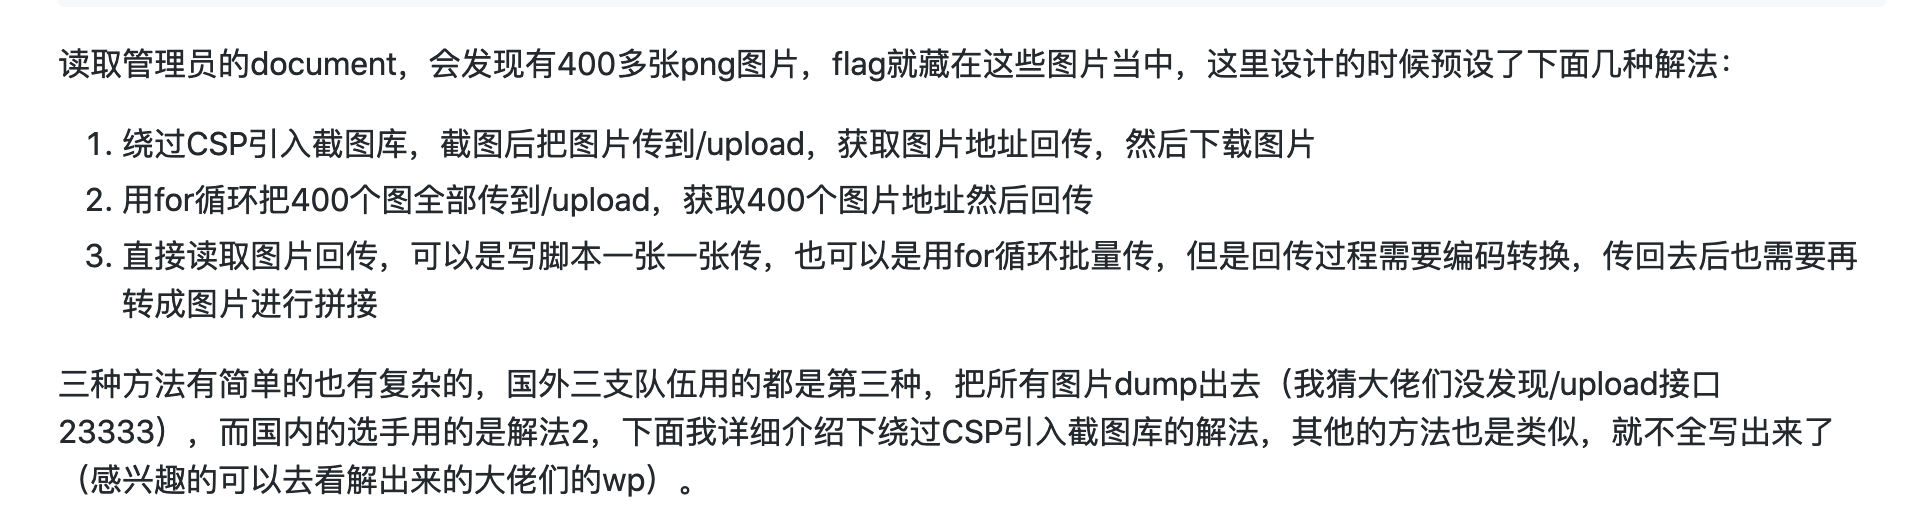 读取管理员的document，会发现有400多张png图片，flag就藏在这些图片当中，这里设计的时候预设了下面几种解法：
1. 绕过CSP引入截图库，截图后把图片传到/upload，获取图片地址回传，然后下载图片
2. 用for循环把400个图全部传到/upload，获取400个图片地址然后回传
3. 直接读取图片回传，可以是写脚本一张一张传，也可以是用for循环批量传，但是回传过程需要编码转换，传回去后也需要再
转成图片进行拼接
三种方法有简单的也有复杂的，国外三支队伍用的都是第三种，把所有图片dump出去（我猜大佬们没发现/upload接口
23333），而国内的选手用的是解法2，下面我详细介绍下绕过CSP引入截图库的解法，其他的方法也是类似，就不全写出来了
（感兴趣的可以去看解出来的大佬们的wp）。